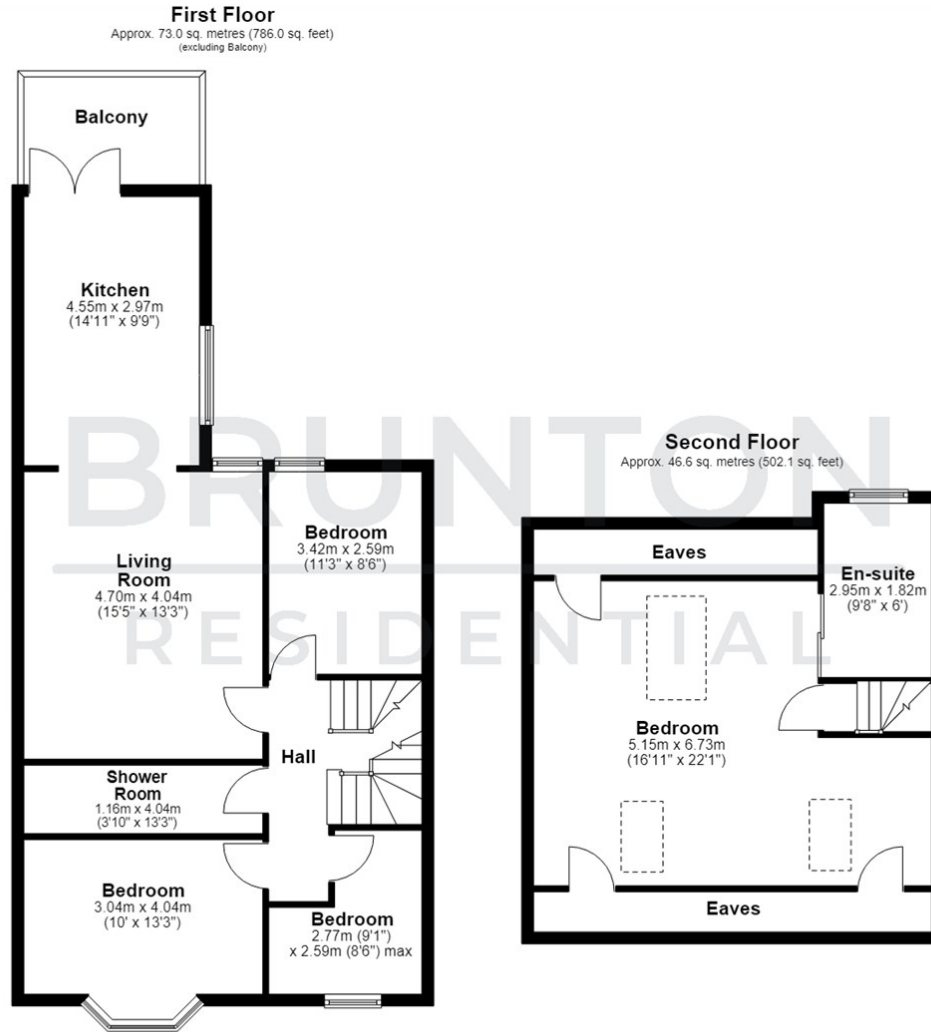 First Floor
Approx. 73.0 sq. metres (786.0 sq. feet)
(excluding Balcony)
Balcony
Kitchen
4.55m x 2.97m
(14'11" x 9'9")
Living
Room
4.70m x 4.04m
(15'5" x 13'3")
Bedroom
3.42m x 2.59m
(11'3" x 8'6")
Hall
Shower
Room
1.16m x 4.04m
(3'10" x 13'3")
Bedroom
3.04m x 4.04m
(10' x 13'3")
Bedroom
2.77m (9'1")
x 2.59m (8'6") max
Second Floor
Approx. 46.6 sq. metres (502.1 sq. feet)
Eaves
En-suite
2.95m x 1.82m
(9'8" x 6')
Bedroom
5.15m x 6.73m
(16'11" x 22'1")
Eaves
BRUNTON
RESIDENTIAL